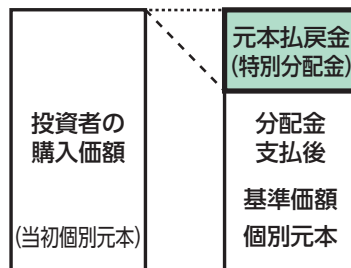 投資者の
購入価額
(当初個別元本)
元本払戻金
(特別分配金)
分配金
支払後
基準価額
個別元本